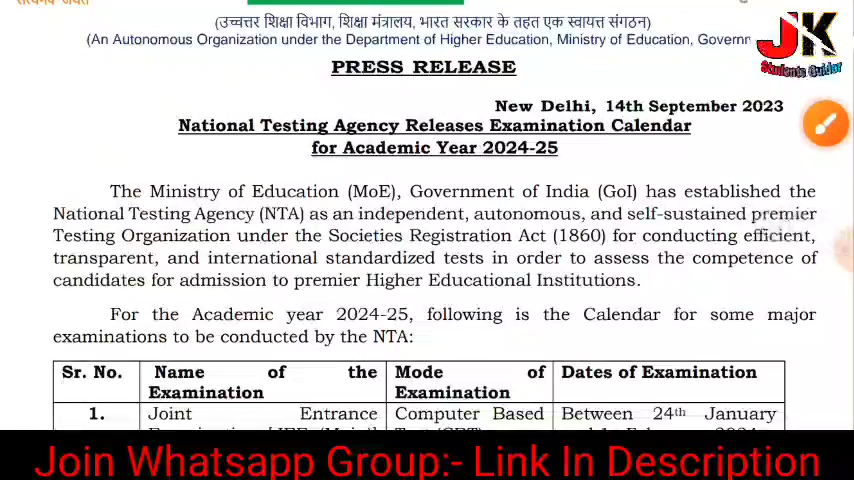 (उच्चत्तर शिक्षा विभाग, शिक्षा मंत्रालय, भारत सरकार के तहत एक स्वायत्त संगठन)
(An Autonomous Organization under the Department of Higher Education, Ministry of Education, Governm
JK
Students Guider
PRESS RELEASE
New Delhi, 14th September 2023
National Testing Agency Releases Examination Calendar
for Academic Year 2024-25
The Ministry of Education (MoE), Government of India (GoI) has established the
National Testing Agency (NTA) as an independent, autonomous, and self-sustained premier
Testing Organization under the Societies Registration Act (1860) for conducting efficient,
transparent, and international standardized tests in order to assess the competence of
candidates for admission to premier Higher Educational Institutions.
For the Academic year 2024-25, following is the Calendar for some major
examinations to be conducted by the NTA:
Sr. No. Name of the Mode of Dates of Examination
Examination Examination
1. Joint Entrance Computer Based Between 24th January
Join Whatsapp Group:- Link In Description